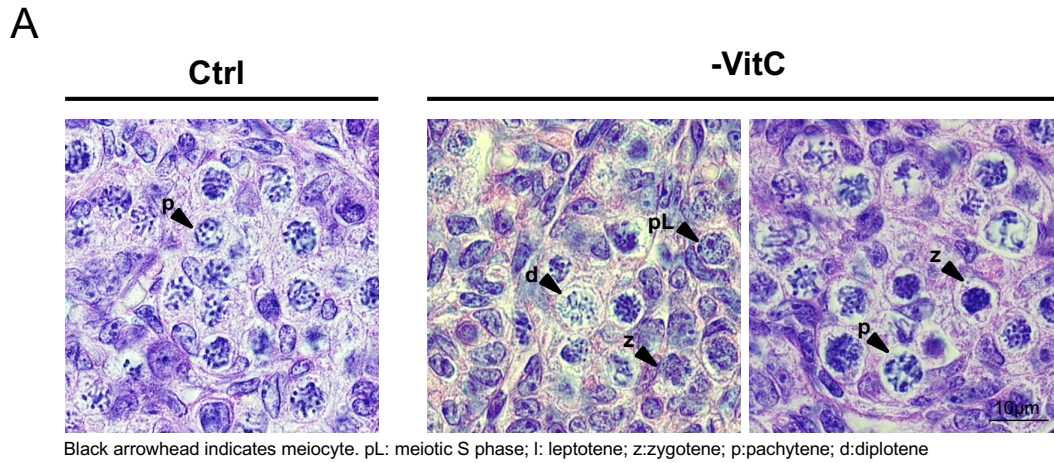 A
Ctrl
-VitC
p
pL
d
z
z
p
10µm
Black arrowhead indicates meiocyte. pL: meiotic S phase; l: leptotene; z:zygotene; p:pachytene; d:diplotene